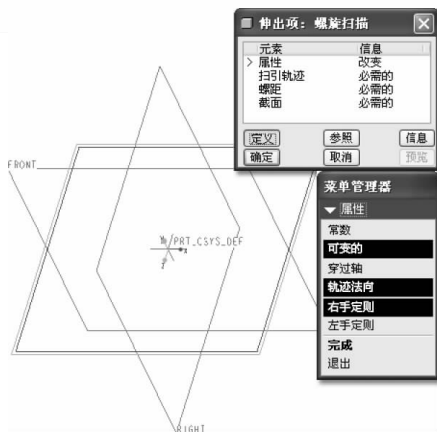 伸出项：螺旋扫描
元素 信息
> 属性 改变
扫引轨迹 必需的
螺距 必需的
截面 必需的
定义 参照 信息
确定 取消 预览
FRONT
PRT_CSYS_DEF
X
RIGHT
菜单管理器
属性
常数
可变的
穿过轴
轨迹法向
右手定则
左手定则
完成
退出